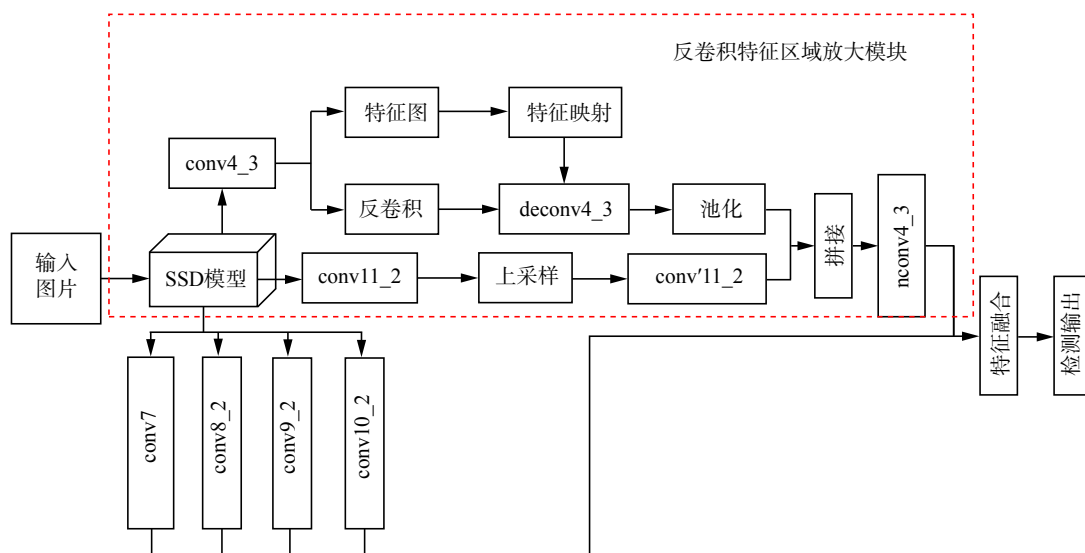 反卷积特征区域放大模块
特征图
特征映射
conv4_3
反卷积
deconv4_3
池化
拼接
nconv4_3
输入
图片
SSD模型
conv11_2
上采样
conv′11_2
特征融合
检测输出
conv7
conv8_2
conv9_2
conv10_2